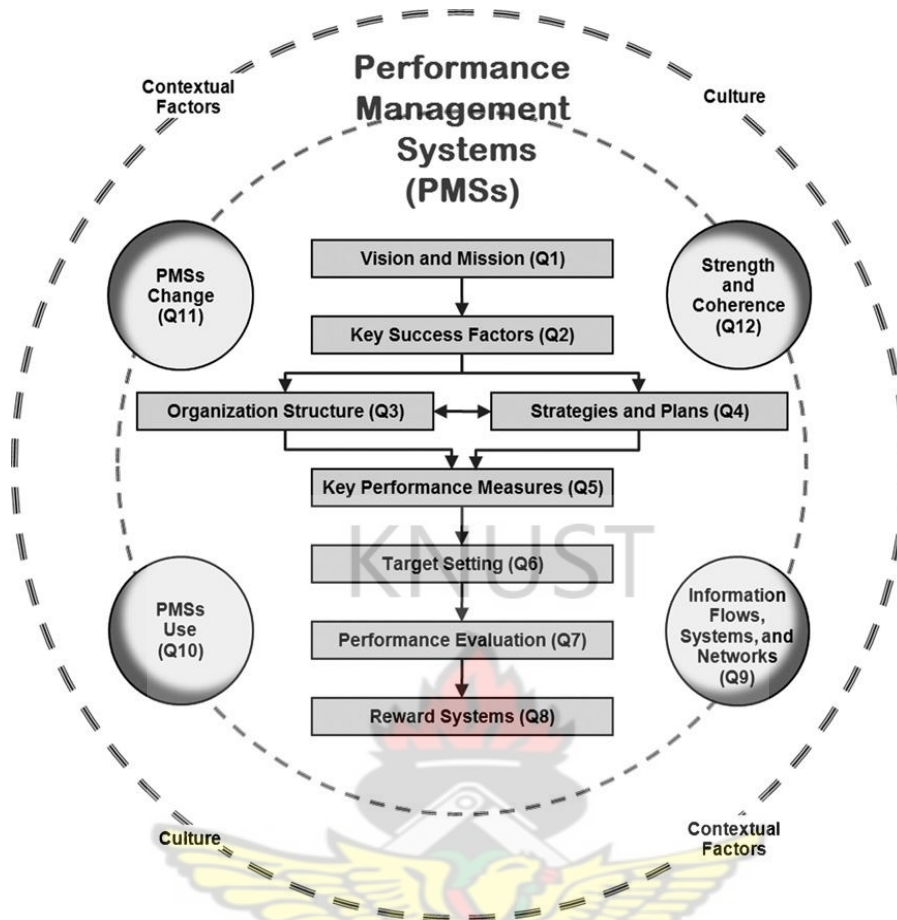 Performance
Management
Systems
(PMSs)
Contextual
Factors
Culture
PMSs
Change
(Q11)
Strength
and
Coherence
(Q12)
Vision and Mission (Q1)
Key Success Factors (Q2)
Organization Structure (Q3)
Strategies and Plans (Q4)
Key Performance Measures (Q5)
KNUST
Target Setting (Q6)
PMSs
Use
(Q10)
Information
Flows,
Systems, and
Networks
(Q9)
Performance Evaluation (Q7)
Reward Systems (Q8)
Culture
Contextual
Factors